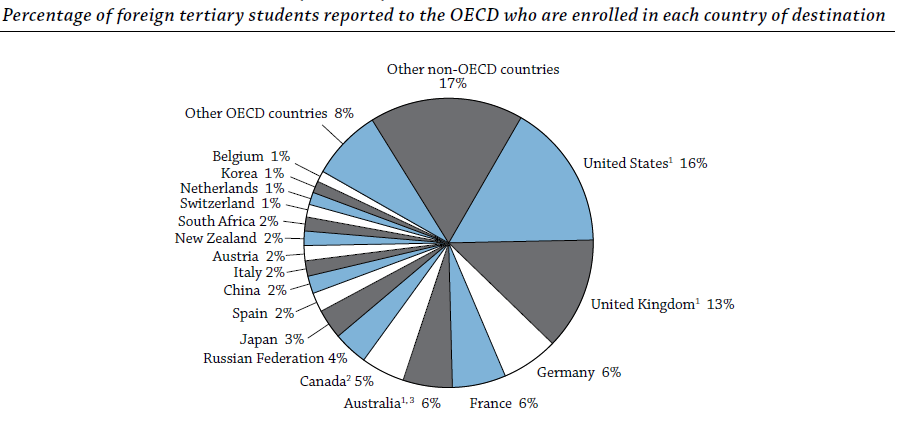 Percentage of foreign tertiary students reported to the OECD who are enrolled in each country of destination
Other non-OECD countries
17%
Other OECD countries 8%
Belgium 1%
Korea 1%
Netherlands 1%
Switzerland 1%
South Africa 2%
New Zealand 2%
Austria 2%
Italy 2%
China 2%
Spain 2%
Japan 3%
Russian Federation 4%
Canada² 5%
Australia¹,³ 6%
France 6%
Germany 6%
United Kingdom¹ 13%
United States¹ 16%